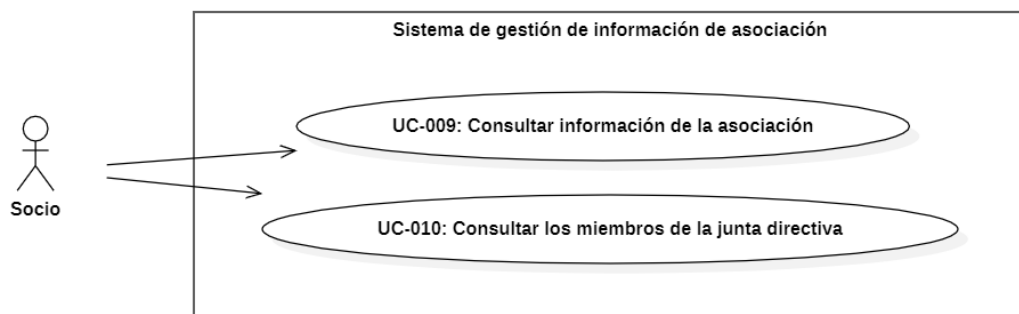 Sistema de gestión de información de asociación
UC-009: Consultar información de la asociación
Socio
UC-010: Consultar los miembros de la junta directiva